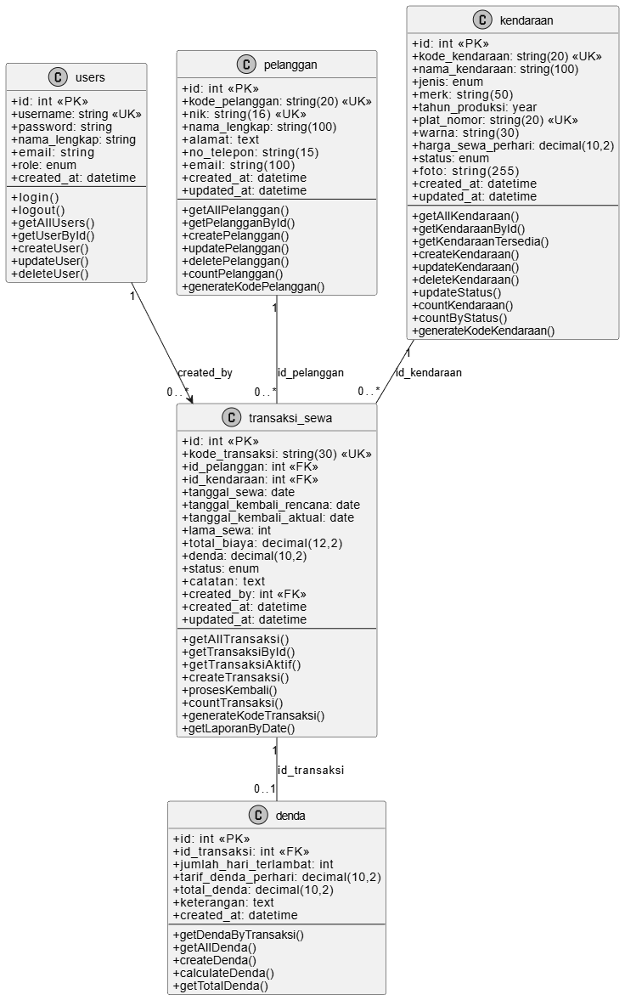 C users
+id: int «PK»
+username: string «UK»
+password: string
+nama_lengkap: string
+email: string
+role: enum
+created_at: datetime
+login()
+logout()
+getAllUsers()
+getUserById()
+createUser()
+updateUser()
+deleteUser()
C pelanggan
+id: int «PK»
+kode_pelanggan: string(20) «UK»
+nik: string(16) «UK»
+nama_lengkap: string(100)
+alamat: text
+no_telepon: string(15)
+email: string(100)
+created_at: datetime
+updated_at: datetime
+getAllPelanggan()
+getPelangganById()
+createPelanggan()
+updatePelanggan()
+deletePelanggan()
+countPelanggan()
+generateKodePelanggan()
C kendaraan
+id: int «PK»
+kode_kendaraan: string(20) «UK»
+nama_kendaraan: string(100)
+jenis: enum
+merk: string(50)
+tahun_produksi: year
+plat_nomor: string(20) «UK»
+warna: string(30)
+harga_sewa_perhari: decimal(10,2)
+status: enum
+foto: string(255)
+created_at: datetime
+updated_at: datetime
+getAllKendaraan()
+getKendaraanById()
+getKendaraanTersedia()
+createKendaraan()
+updateKendaraan()
+deleteKendaraan()
+updateStatus()
+countKendaraan()
+countByStatus()
+generateKodeKendaraan()
1
created_by
0..*
1
id_pelanggan
0..*
1
id_kendaraan
0..*
C transaksi_sewa
+id: int «PK»
+kode_transaksi: string(30) «UK»
+id_pelanggan: int «FK»
+id_kendaraan: int «FK»
+tanggal_sewa: date
+tanggal_kembali_rencana: date
+tanggal_kembali_aktual: date
+lama_sewa: int
+total_biaya: decimal(12,2)
+denda: decimal(10,2)
+status: enum
+catatan: text
+created_by: int «FK»
+created_at: datetime
+updated_at: datetime
+getAllTransaksi()
+getTransaksiById()
+getTransaksiAktif()
+createTransaksi()
+prosesKembali()
+countTransaksi()
+generateKodeTransaksi()
+getLaporanByDate()
1
id_transaksi
0..1
C denda
+id: int «PK»
+id_transaksi: int «FK»
+jumlah_hari_terlambat: int
+tarif_denda_perhari: decimal(10,2)
+total_denda: decimal(10,2)
+keterangan: text
+created_at: datetime
+getDendaByTransaksi()
+getAllDenda()
+createDenda()
+calculateDenda()
+getTotalDenda()